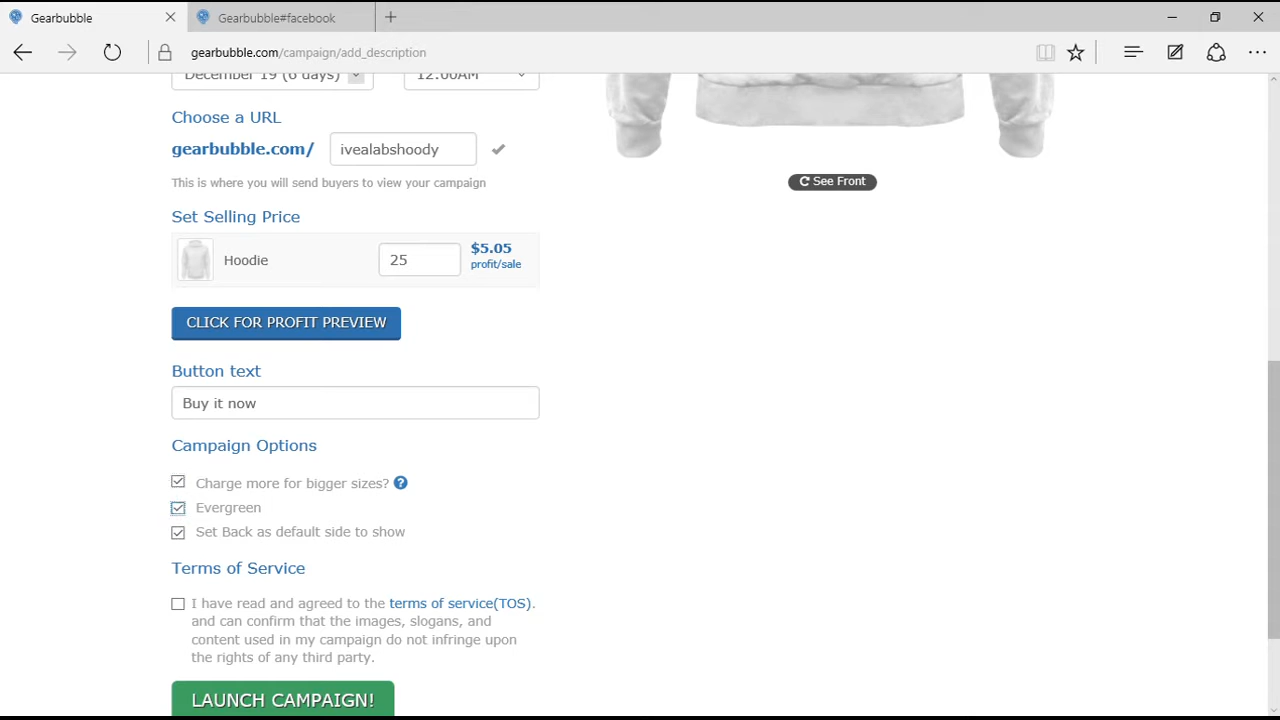 Gearbubble
Gearbubble#facebook
gearbubble.com/campaign/add_description
December 19 (6 days)
12:00AM
Choose a URL
gearbubble.com/
ivealabshoody
This is where you will send buyers to view your campaign
See Front
Set Selling Price
Hoodie
25
$5.05
profit/sale
CLICK FOR PROFIT PREVIEW
Button text
Buy it now
Campaign Options
Charge more for bigger sizes? ?
Evergreen
Set Back as default side to show
Terms of Service
I have read and agreed to the terms of service(TOS).
and can confirm that the images, slogans, and
content used in my campaign do not infringe upon
the rights of any third party.
LAUNCH CAMPAIGN!